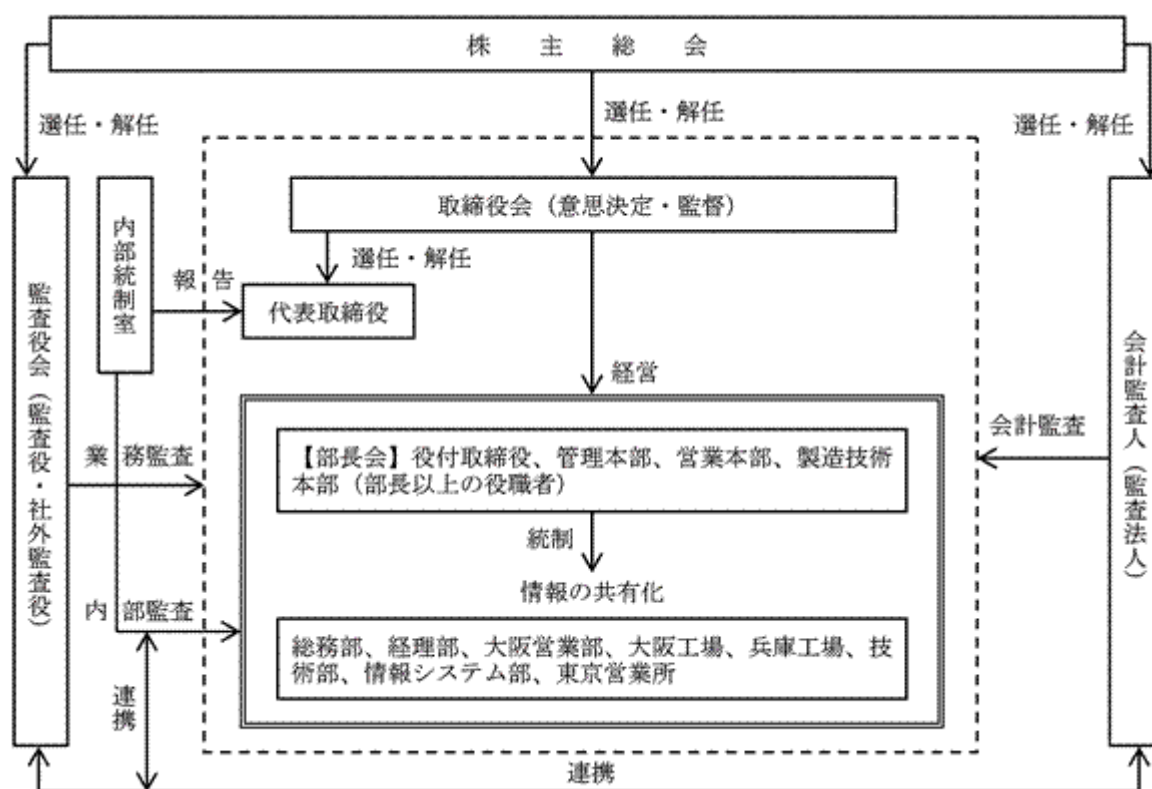 株主総会
選任・解任
選任・解任
選任・解任
取締役会（意思決定・監督）
選任・解任
内部統制室
報告
代表取締役
監査役会（監査役・社外監査役）
会計監査人（監査法人）
経営
会計監査
業務監査
【部長会】役付取締役、管理本部、営業本部、製造技術
本部（部長以上の役職者）
統制
情報の共有化
内部監査
総務部、経理部、大阪営業部、大阪工場、兵庫工場、技
術部、情報システム部、東京営業所
連携
連携